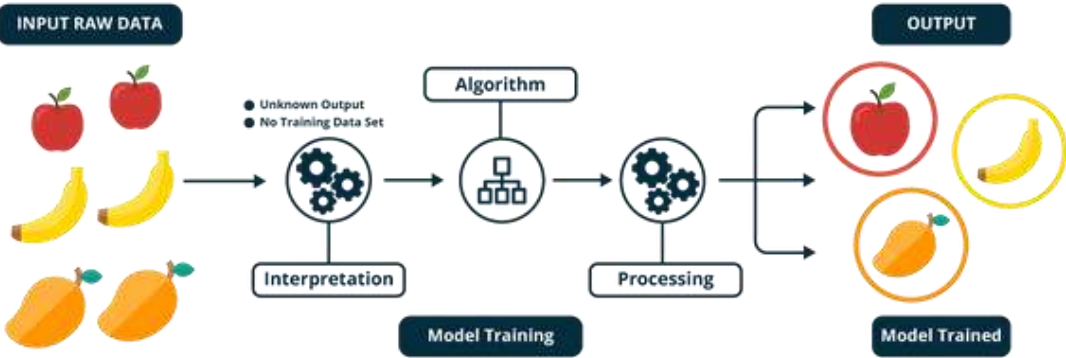 INPUT RAW DATA
OUTPUT
Algorithm
Unknown Output
No Training Data Set
Interpretation
Processing
Model Training
Model Trained